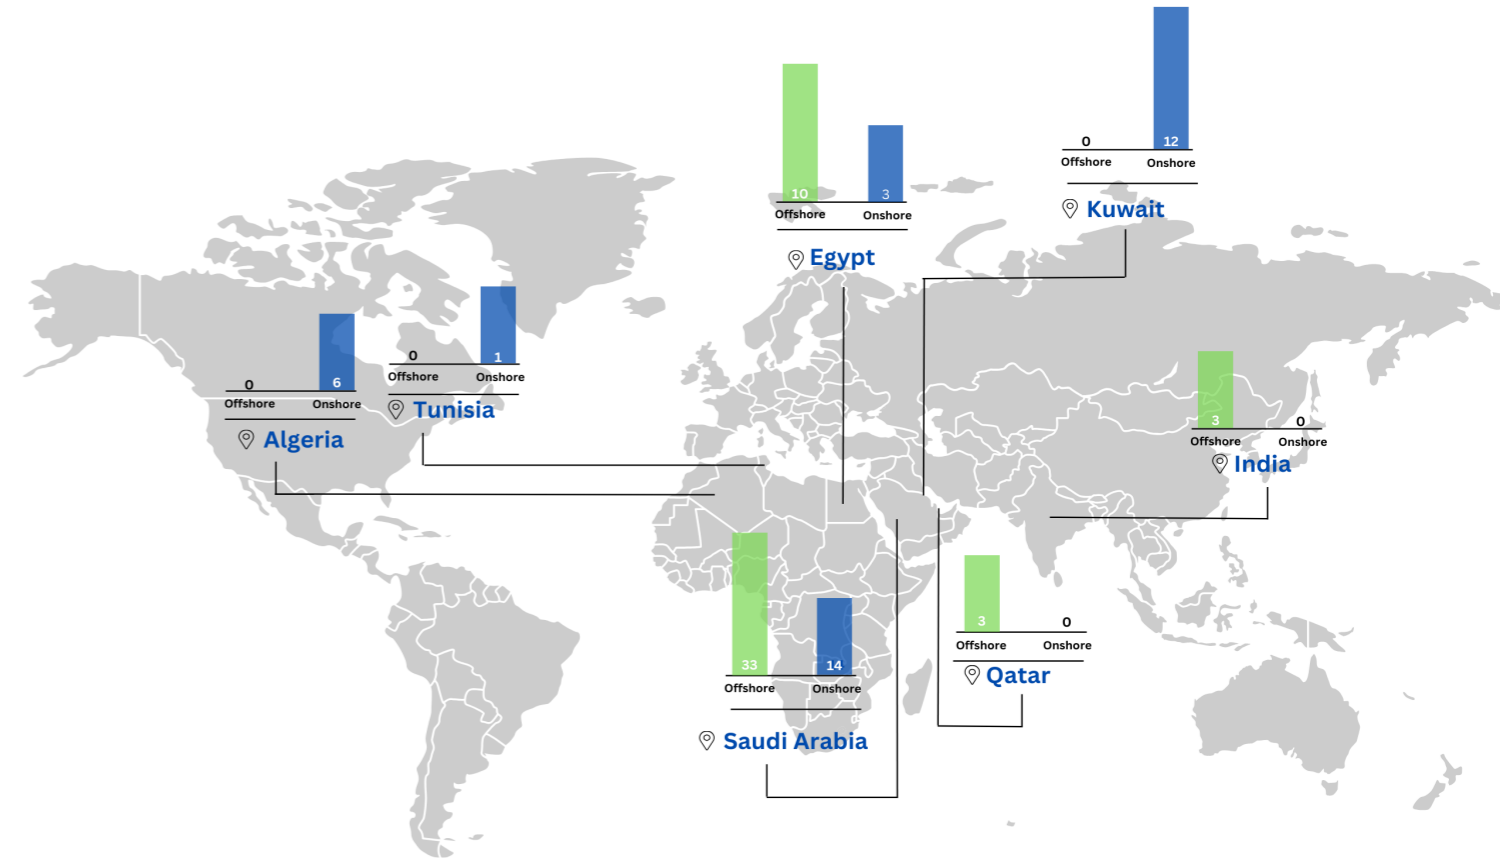 0
12
Offshore
Onshore
Kuwait
10
3
Offshore
Onshore
Egypt
0
6
Offshore
Onshore
Algeria
0
1
Offshore
Onshore
Tunisia
3
0
Offshore
Onshore
India
33
14
Offshore
Onshore
Saudi Arabia
3
0
Offshore
Onshore
Qatar